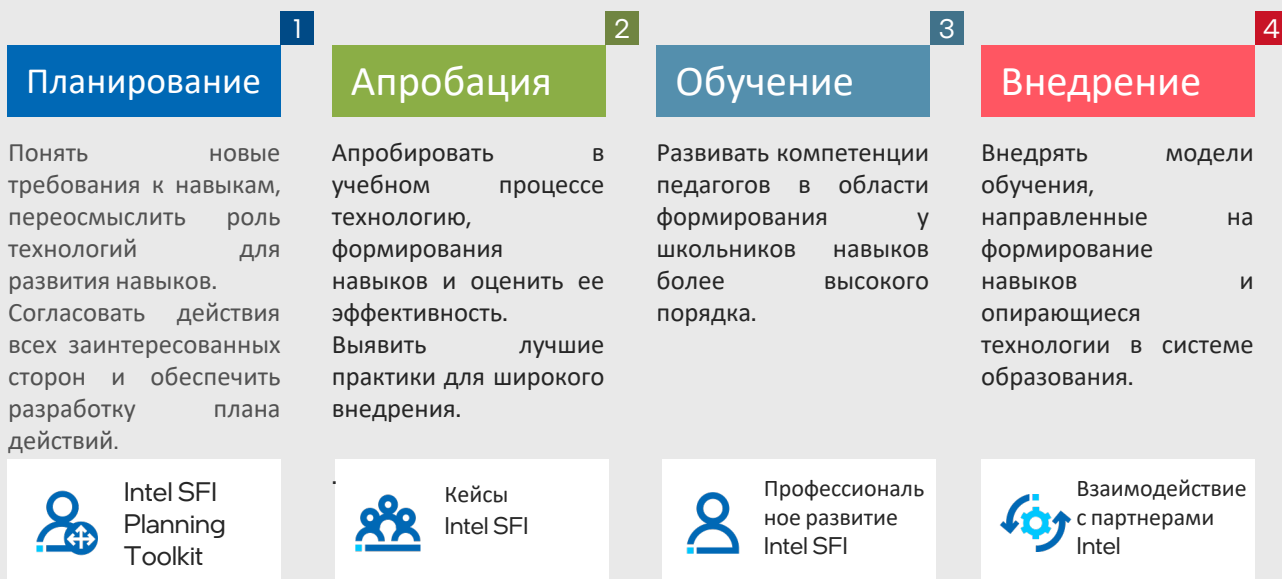 1
Планирование
Понять новые
требования к навыкам,
переосмыслить роль
технологий для
развития навыков.
Согласовать действия
всех заинтересованных
сторон и обеспечить
разработку плана
действий.
Intel SFI
Planning
Toolkit
2
Апробация
Апробировать в
учебном процессе
технологию,
формирования
навыков и оценить ее
эффективность.
Выявить лучшие
практики для широкого
внедрения.
.
Кейсы
Intel SFI
3
Обучение
Развивать компетенции
педагогов в области
формирования у
школьников навыков
более высокого
порядка.
Профессиональ
ное развитие
Intel SFI
4
Внедрение
Внедрять модели
обучения,
направленные на
формирование
навыков и
опирающиеся
технологии в системе
образования.
Взаимодействие
с партнерами
Intel